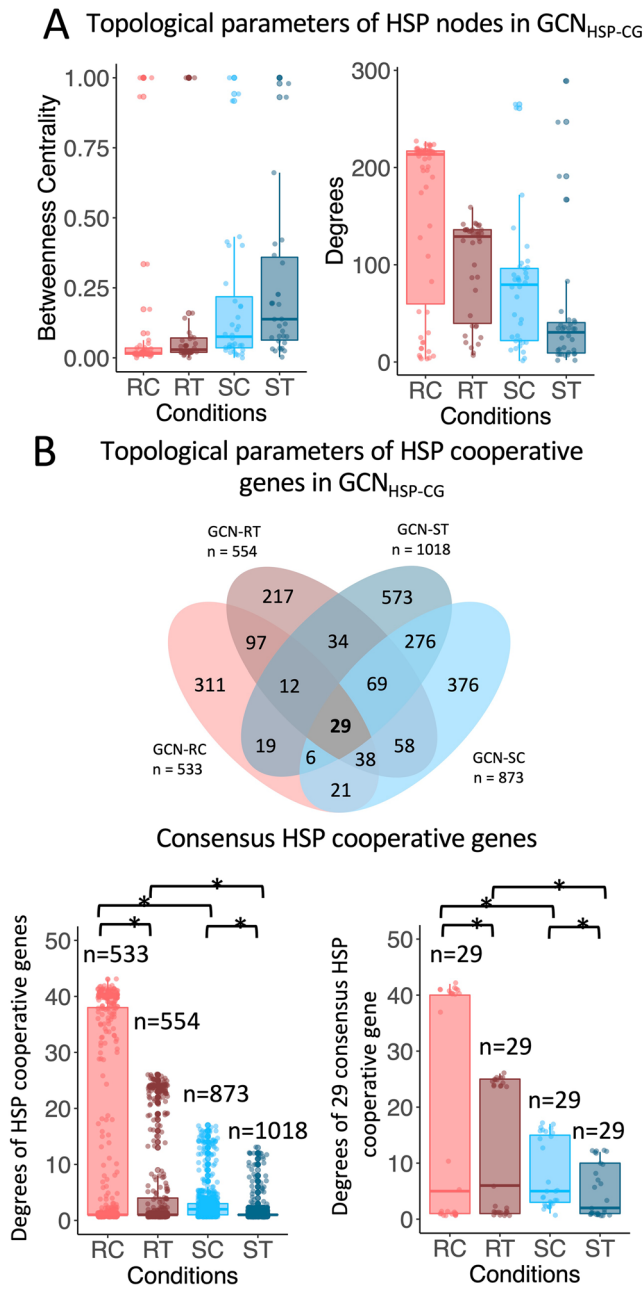 A Topological parameters of HSP nodes in GCN_HSP-CG
Betweenness Centrality
1.00
0.75
0.50
0.25
0.00
RC RT SC ST
Conditions
Degrees
300
200
100
0
RC RT SC ST
Conditions
B Topological parameters of HSP cooperative
genes in GCN_HSP-CG
GCN-RT
n = 554
GCN-ST
n = 1018
217
573
97
34
276
311
12
69
376
29
19
6
38
58
21
GCN-RC
n = 533
GCN-SC
n = 873
Consensus HSP cooperative genes
Degrees of HSP cooperative genes
50
40
30
20
10
0
*
*
*
*
n=533
n=554
n=873
n=1018
RC RT SC ST
Conditions
Degrees of 29 consensus HSP
cooperative gene
50
40
30
20
10
0
*
*
*
*
n=29
n=29
n=29
n=29
RC RT SC ST
Conditions